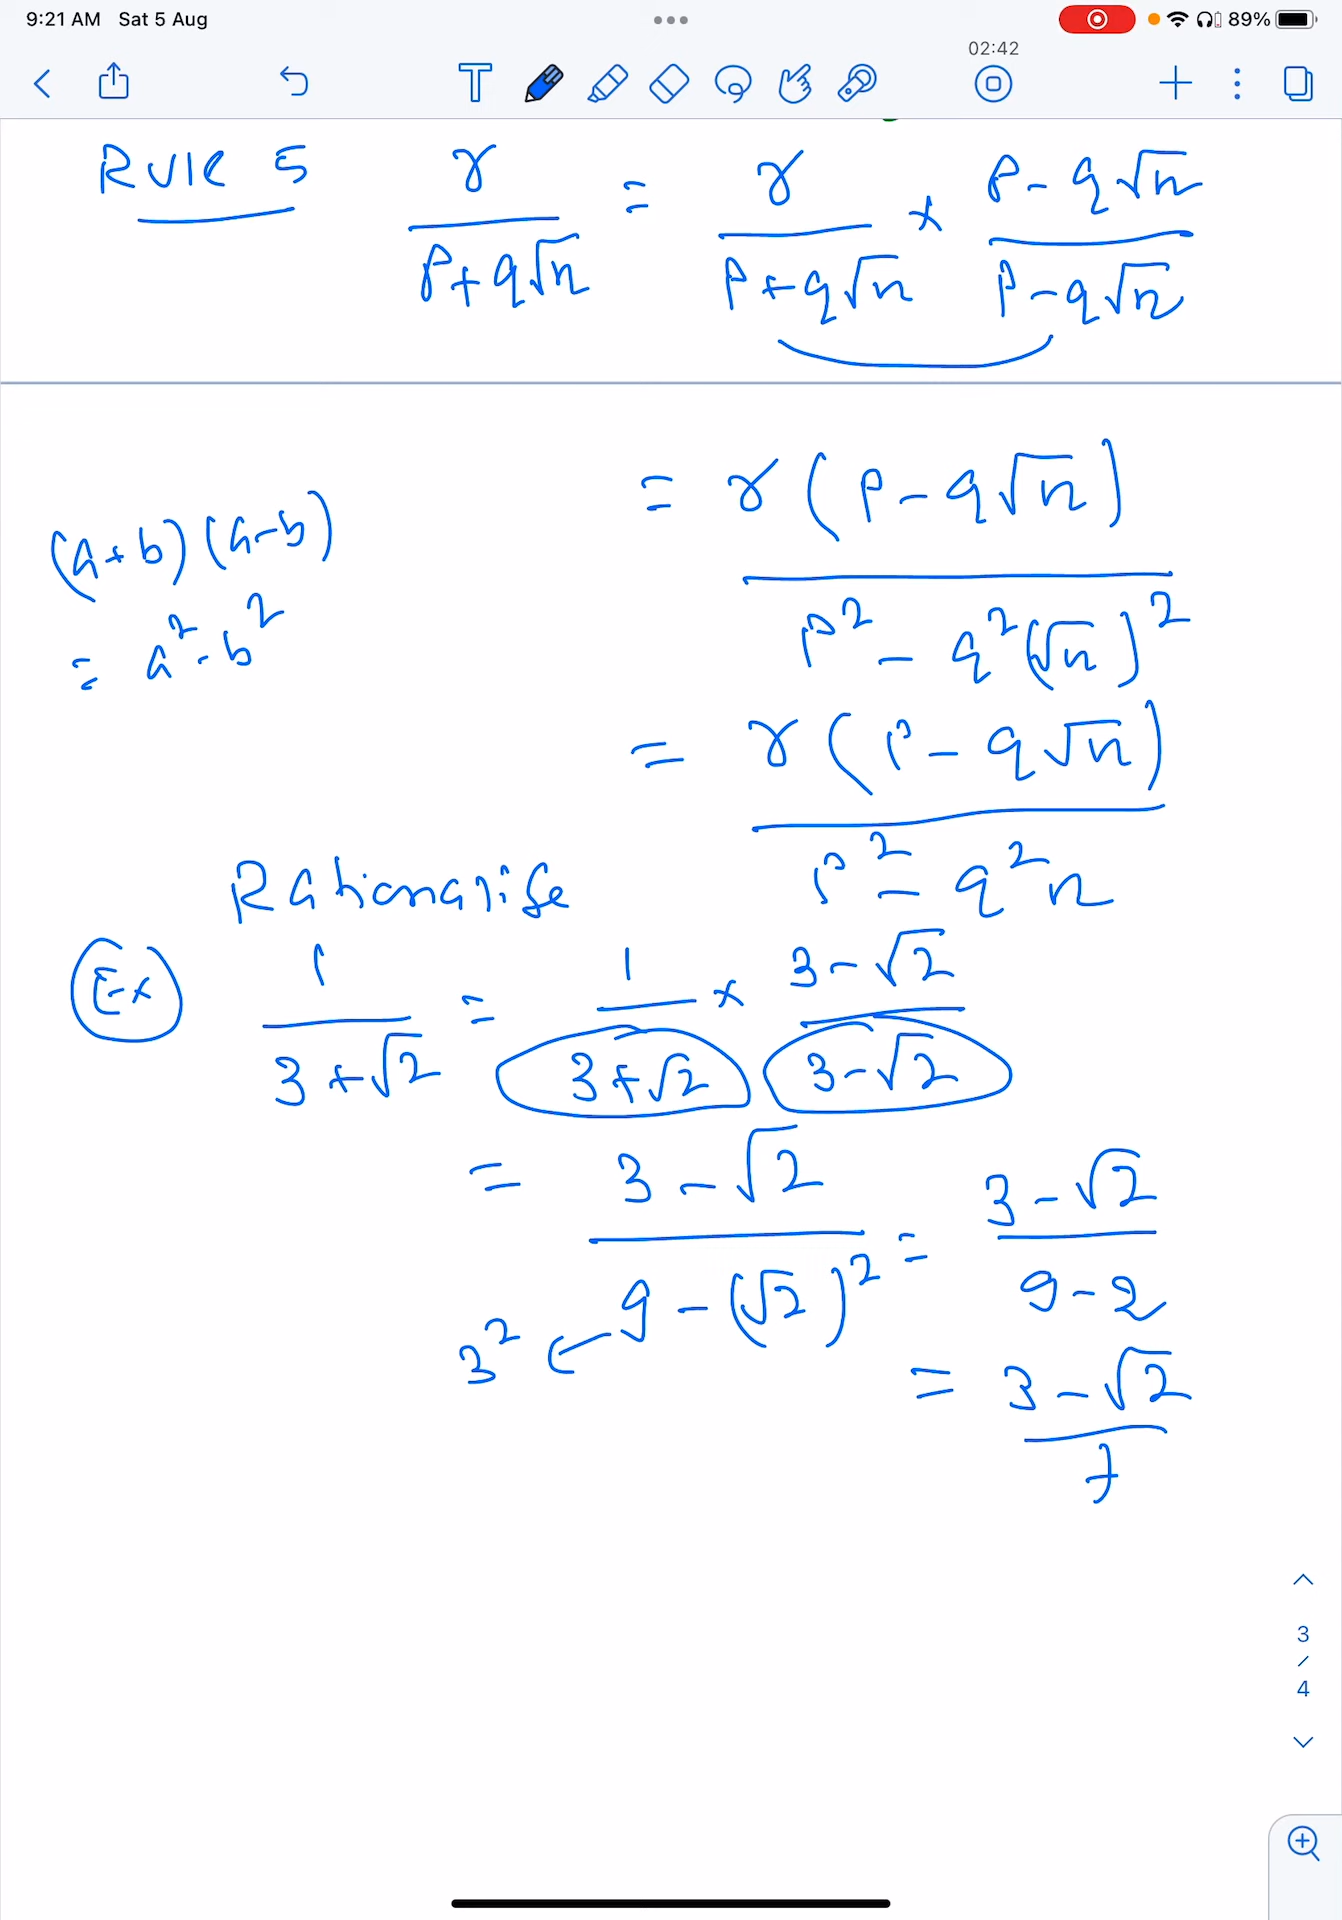 9:21 AM Sat 5 Aug 89%
02:42
Rule 5 r/(p+q√n) = r/(p+q√n) × (p-q√n)/(p-q√n)
= r(p-q√n)/(p²-q²(√n)²)
(a+b)(a-b)
= a²-b²
= r(p-q√n)/(p²-q²n)
Rationalise
Ex 1/(3+√2) = 1/(3+√2) × (3-√2)/(3-√2)
= (3-√2)/(9-(√2)²) = (3-√2)/(9-2)
3² ←
= (3-√2)/7
3
/
4